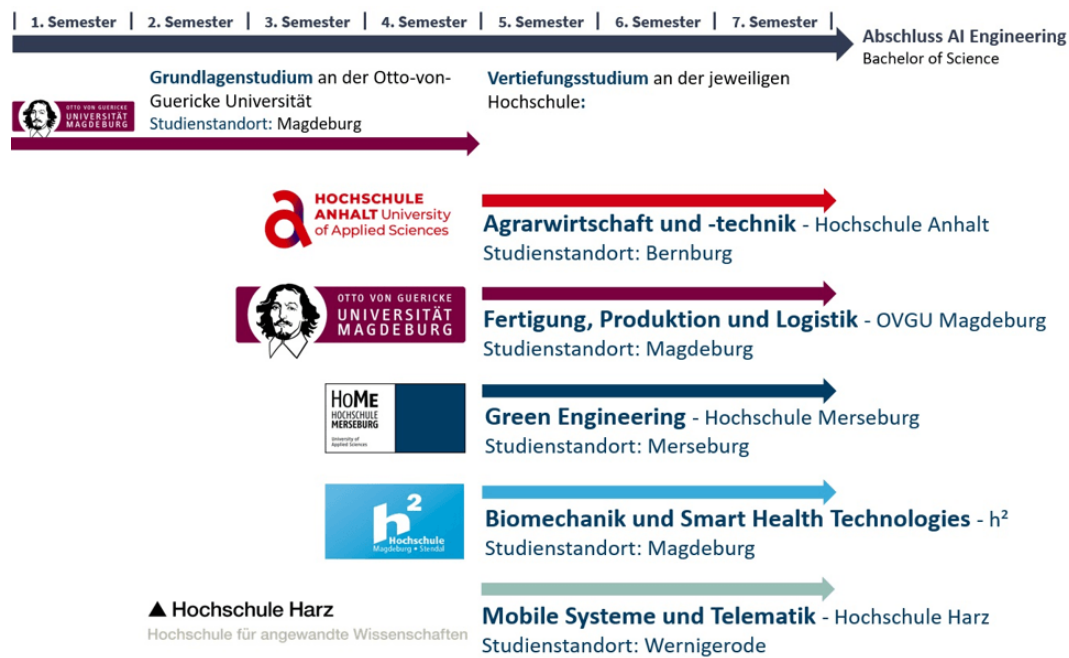 | 1. Semester | 2. Semester | 3. Semester | 4. Semester | 5. Semester | 6. Semester | 7. Semester |
Abschluss AI Engineering
Bachelor of Science
OTTO VON GUERICKE
UNIVERSITÄT
MAGDEBURG
Grundlagenstudium an der Otto-von-
Guericke Universität
Studienstandort: Magdeburg
Vertiefungsstudium an der jeweiligen
Hochschule:
HOCHSCHULE
ANHALT University
of Applied Sciences
Agrarwirtschaft und -technik - Hochschule Anhalt
Studienstandort: Bernburg
OTTO VON GUERICKE
UNIVERSITÄT
MAGDEBURG
Fertigung, Produktion und Logistik - OVGU Magdeburg
Studienstandort: Magdeburg
HoMe
HOCHSCHULE
MERSEBURG
University of
Applied Sciences
Green Engineering - Hochschule Merseburg
Studienstandort: Merseburg
h²
Hochschule
Magdeburg • Stendal
Biomechanik und Smart Health Technologies - h²
Studienstandort: Magdeburg
Hochschule Harz
Hochschule für angewandte Wissenschaften
Mobile Systeme und Telematik - Hochschule Harz
Studienstandort: Wernigerode